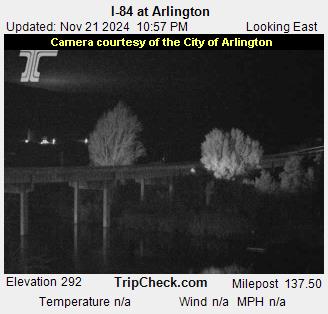 I-84 at Arlington
Updated: Nov 21 2024 10:57 PM Looking East
Camera courtesy of the City of Arlington
Elevation 292 TripCheck.com Milepost 137.50
Temperature n/a Wind n/a MPH n/a